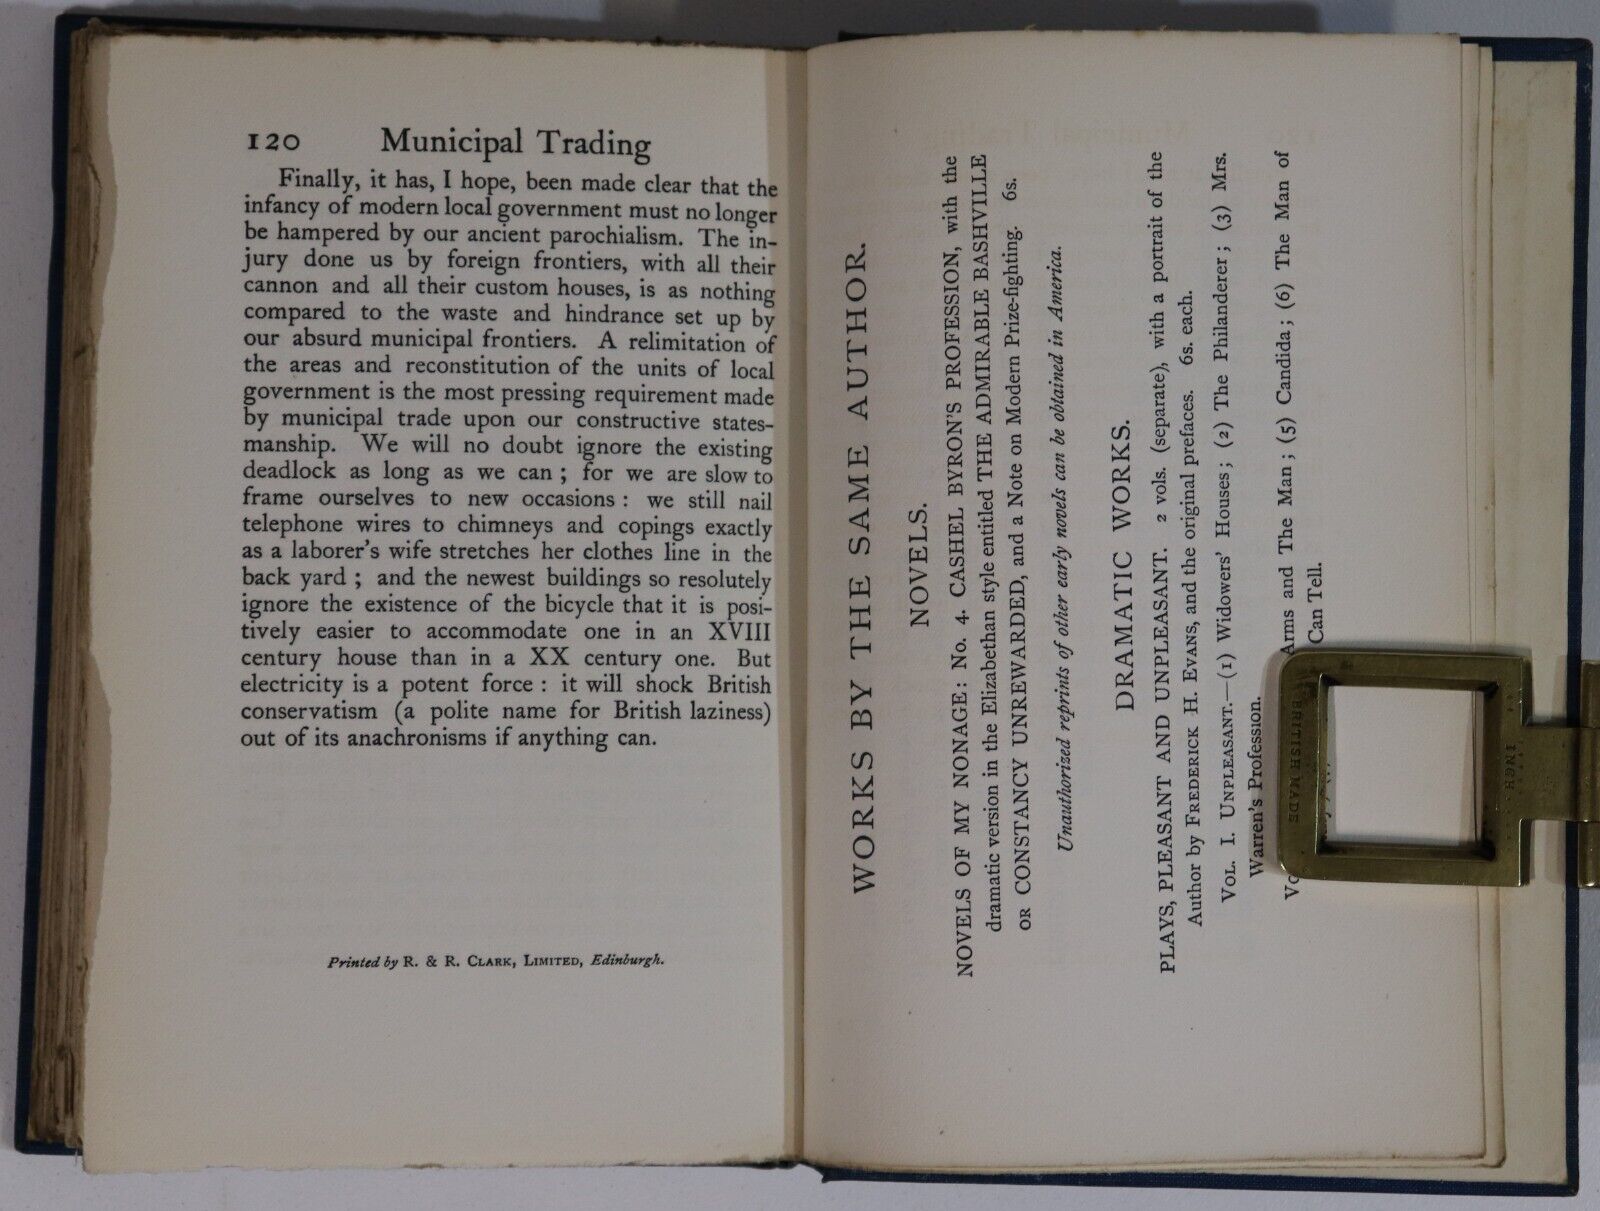 120 Municipal Trading
Finally, it has, I hope, been made clear that the
infancy of modern local government must no longer
be hampered by our ancient parochialism. The in-
jury done us by foreign frontiers, with all their
cannon and all their custom houses, is as nothing
compared to the waste and hindrance set up by
our absurd municipal frontiers. A relimitation of
the areas and reconstitution of the units of local
government is the most pressing requirement made
by municipal trade upon our constructive states-
manship. We will no doubt ignore the existing
deadlock as long as we can ; for we are slow to
frame ourselves to new occasions : we still nail
telephone wires to chimneys and copings exactly
as a laborer's wife stretches her clothes line in the
back yard ; and the newest buildings so resolutely
ignore the existence of the bicycle that it is posi-
tively easier to accommodate one in an XVIII
century house than in a XX century one. But
electricity is a potent force : it will shock British
conservatism (a polite name for British laziness)
out of its anachronisms if anything can.
Printed by R. & R. CLARK, LIMITED, Edinburgh.
WORKS BY THE SAME AUTHOR.
NOVELS.
NOVELS OF MY NONAGE : No. 4. CASHEL BYRON'S PROFESSION, with the
dramatic version in the Elizabethan style entitled THE ADMIRABLE BASHVILLE
OR CONSTANCY UNREWARDED, and a Note on Modern Prize-fighting. 6s.
Unauthorized reprints of other early novels can be obtained in America.
DRAMATIC WORKS.
PLAYS, PLEASANT AND UNPLEASANT. 2 vols. (separate), with a portrait of the
Author by FREDERICK H. EVANS, and the original prefaces. 6s. each.
VOL. I. UNPLEASANT.—(1) Widowers' Houses ; (2) The Philanderer ; (3) Mrs.
Warren's Profession.
Arms and The Man ; (5) Candida ; (6) The Man of
Can Tell.
BRITISH MADE